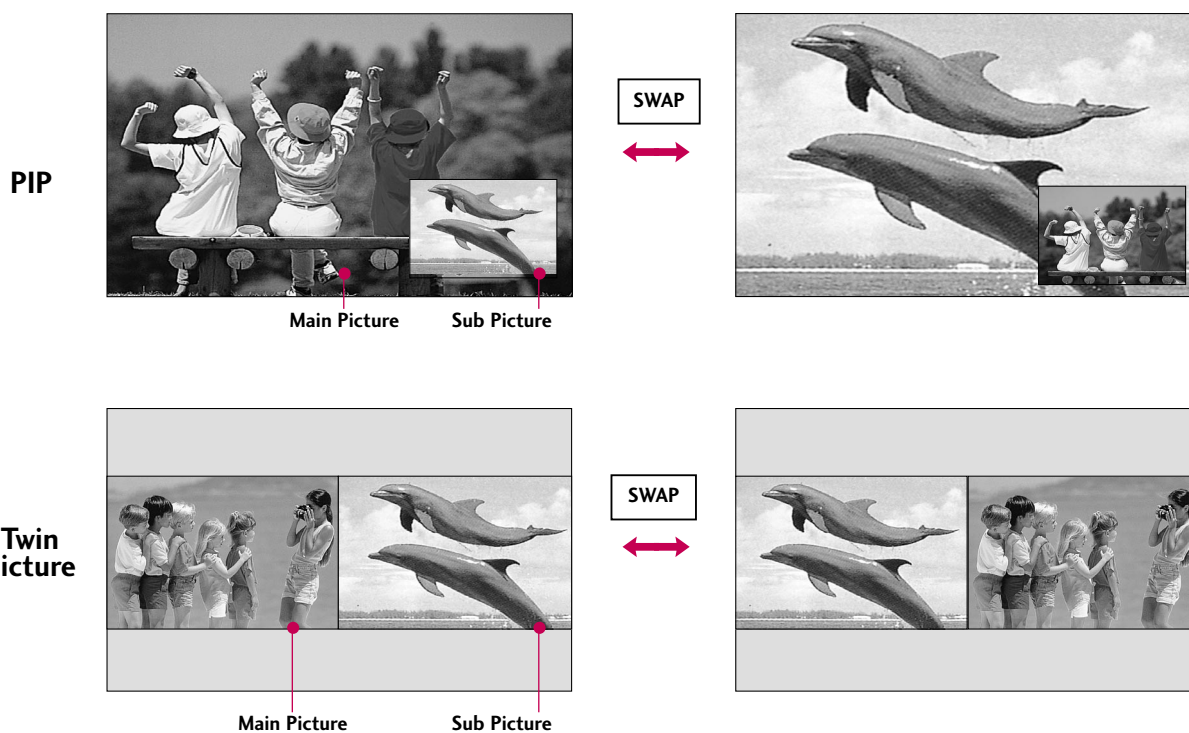 PIP
SWAP
Main Picture
Sub Picture
Twin
icture
SWAP
Main Picture
Sub Picture